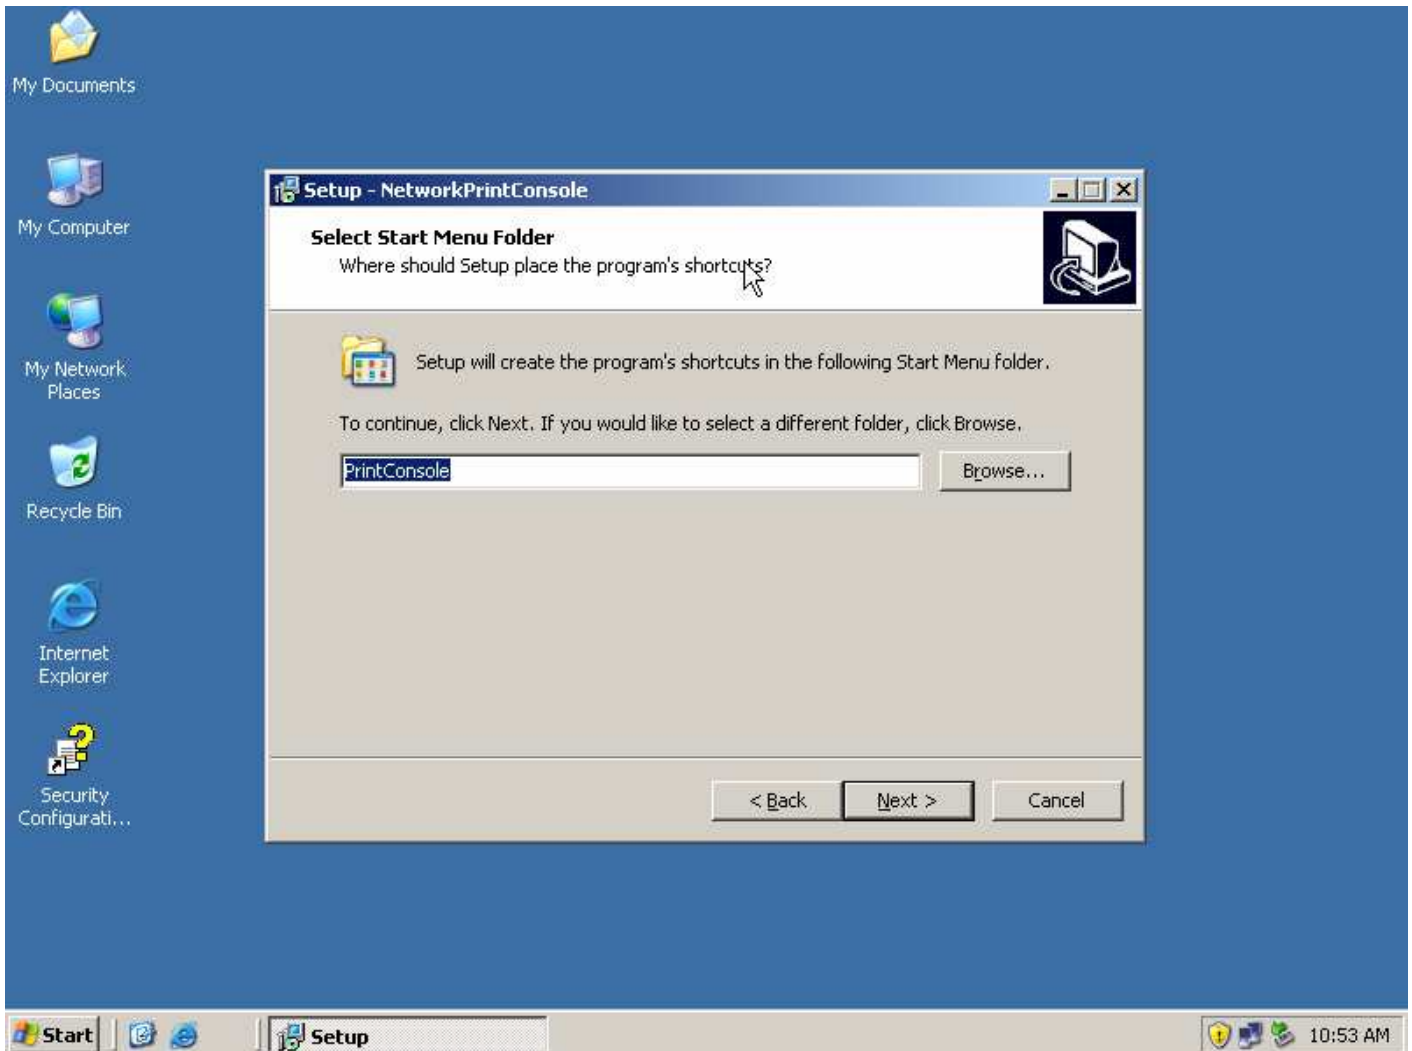 My Documents
My Computer
My Network
Places
Recycle Bin
Internet
Explorer
Security
Configurati...
Setup - NetworkPrintConsole
Select Start Menu Folder
Where should Setup place the program's shortcuts?
Setup will create the program's shortcuts in the following Start Menu folder.
To continue, click Next. If you would like to select a different folder, click Browse.
PrintConsole
Browse...
< Back
Next >
Cancel
Start
Setup
10:53 AM